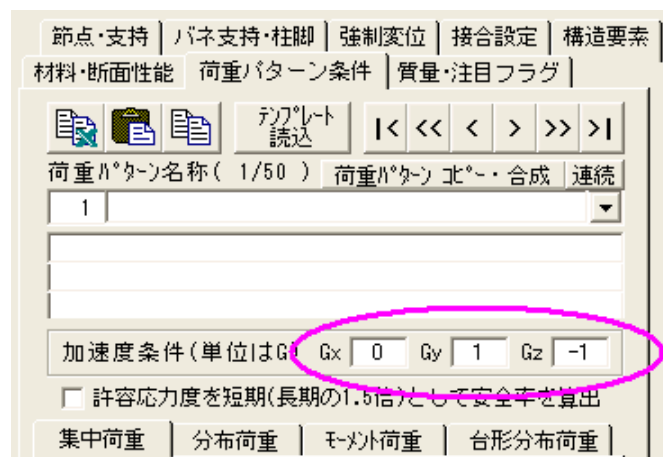 節点・支持 バネ支持・柱脚 強制変位 接合設定 構造要素
材料・断面性能 荷重パターン条件 質量・注目フラグ
テンプレート
読込 |< << < > >> >|
荷重パターン名称( 1/50 ) 荷重パターン コピー・合成 連続
1
加速度条件(単位はG) Gx 0 Gy 1 Gz -1
許容応力度を短期(長期の1.5倍)として安全率を算出
集中荷重 分布荷重 モーメント荷重 台形分布荷重